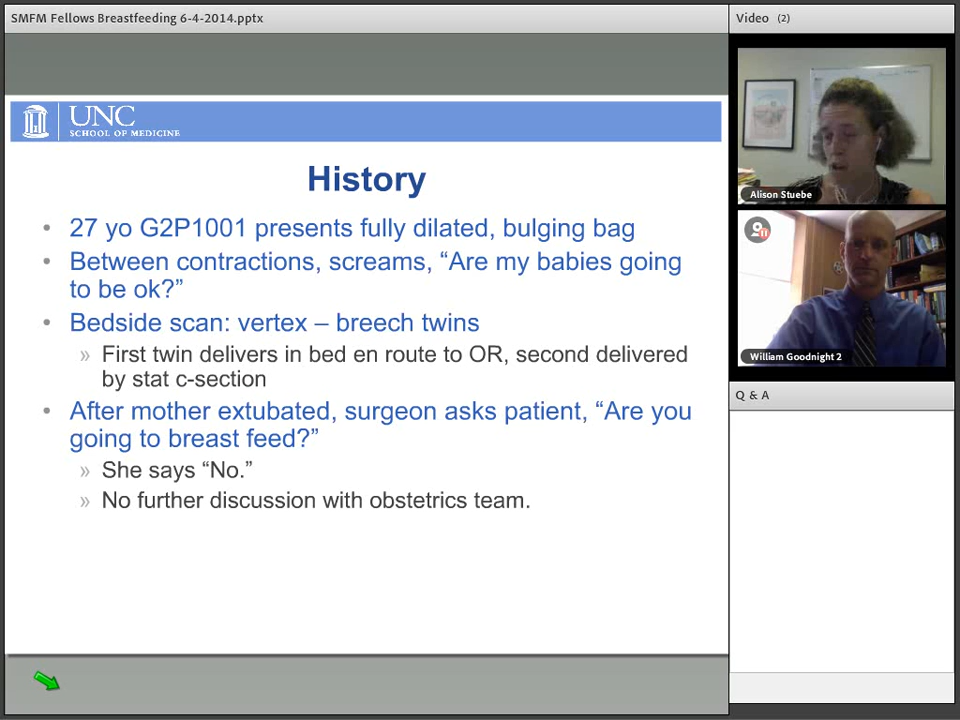 SMFM Fellows Breastfeeding 6-4-2014.pptx
Video (2)
UNC
SCHOOL OF MEDICINE
History
• 27 yo G2P1001 presents fully dilated, bulging bag
• Between contractions, screams, “Are my babies going
to be ok?”
• Bedside scan: vertex – breech twins
» First twin delivers in bed en route to OR, second delivered
by stat c-section
• After mother extubated, surgeon asks patient, “Are you
going to breast feed?”
» She says “No.”
» No further discussion with obstetrics team.
Alison Stuebe
William Goodnight 2
Q & A